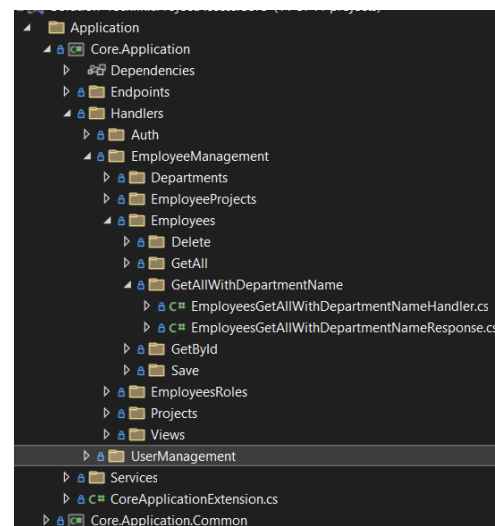 Application
Core.Application
Dependencies
Endpoints
Handlers
Auth
EmployeeManagement
Departments
EmployeeProjects
Employees
Delete
GetAll
GetAllWithDepartmentName
C# EmployeesGetAllWithDepartmentNameHandler.cs
C# EmployeesGetAllWithDepartmentNameResponse.cs
GetById
Save
EmployeesRoles
Projects
Views
UserManagement
Services
C# CoreApplicationExtension.cs
Core.Application.Common